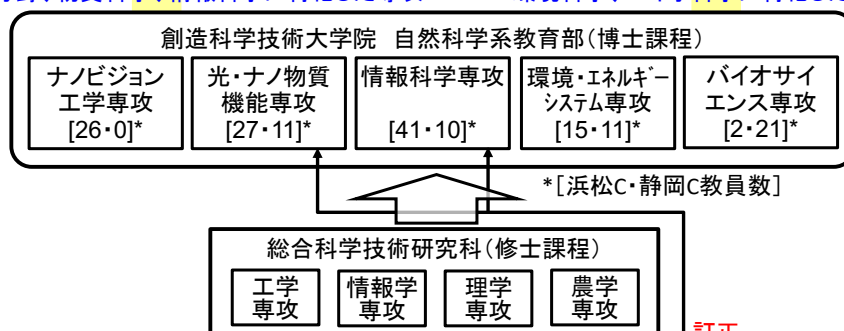 創造科学技術大学院 自然科学系教育部(博士課程)
ナノビジョン
工学専攻
[26・0]*
光・ナノ物質
機能専攻
[27・11]*
情報科学専攻
[41・10]*
環境・エネルギー
システム専攻
[15・11]*
バイオサイ
エンス専攻
[2・21]*
*[浜松C・静岡C教員数]
総合科学技術研究科(修士課程)
工学
専攻
情報学
専攻
理学
専攻
農学
専攻
訂正